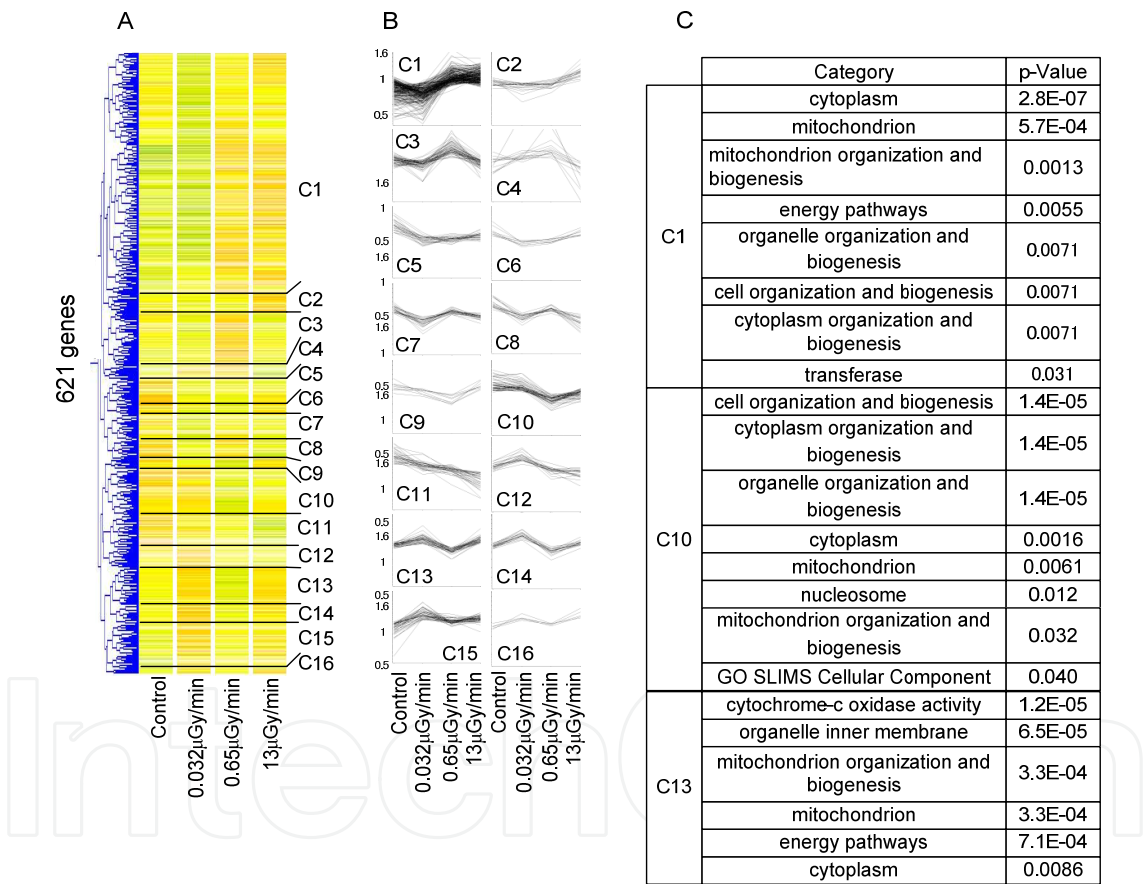 A
B
C
621 genes
C1
C2
C3
C4
C5
C6
C7
C8
C9
C10
C11
C12
C13
C14
C15
C16
Control
0.032µGy/min
0.65µGy/min
13µGy/min
1.6
1
0.5
C1
C2
C3
1.6
C4
1
0.5
1.6
C5
C6
1
0.5
1.6
1
C7
C8
0.5
1.6
1
C9
C10
0.5
1.6
1
C11
C12
0.5
1
C13
C14
0.5
1.6
1
0.5
C15
C16
Control
0.032µGy/min
0.65µGy/min
13µGy/min
Control
0.032µGy/min
0.65µGy/min
13µGy/min
Category p-Value
C1
cytoplasm 2.8E-07
mitochondrion 5.7E-04
mitochondrion organization and
biogenesis 0.0013
energy pathways 0.0055
organelle organization and
biogenesis 0.0071
cell organization and biogenesis 0.0071
cytoplasm organization and
biogenesis 0.0071
transferase 0.031
C10
cell organization and biogenesis 1.4E-05
cytoplasm organization and
biogenesis 1.4E-05
organelle organization and
biogenesis 1.4E-05
cytoplasm 0.0016
mitochondrion 0.0061
nucleosome 0.012
mitochondrion organization and
biogenesis 0.032
GO SLIMS Cellular Component 0.040
C13
cytochrome-c oxidase activity 1.2E-05
organelle inner membrane 6.5E-05
mitochondrion organization and
biogenesis 3.3E-04
mitochondrion 3.3E-04
energy pathways 7.1E-04
cytoplasm 0.0086